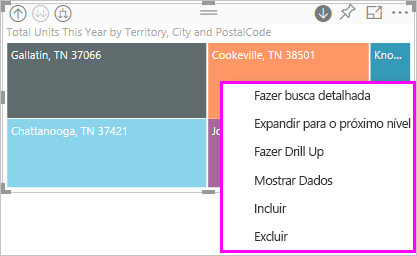 Total Units This Year by Territory, City and PostalCode
Gallatin, TN 37066
Cookeville, TN 38501
Kno...
Chattanooga, TN 37421
Fazer busca detalhada
Expandir para o próximo nível
Fazer Drill Up
Mostrar Dados
Incluir
Excluir